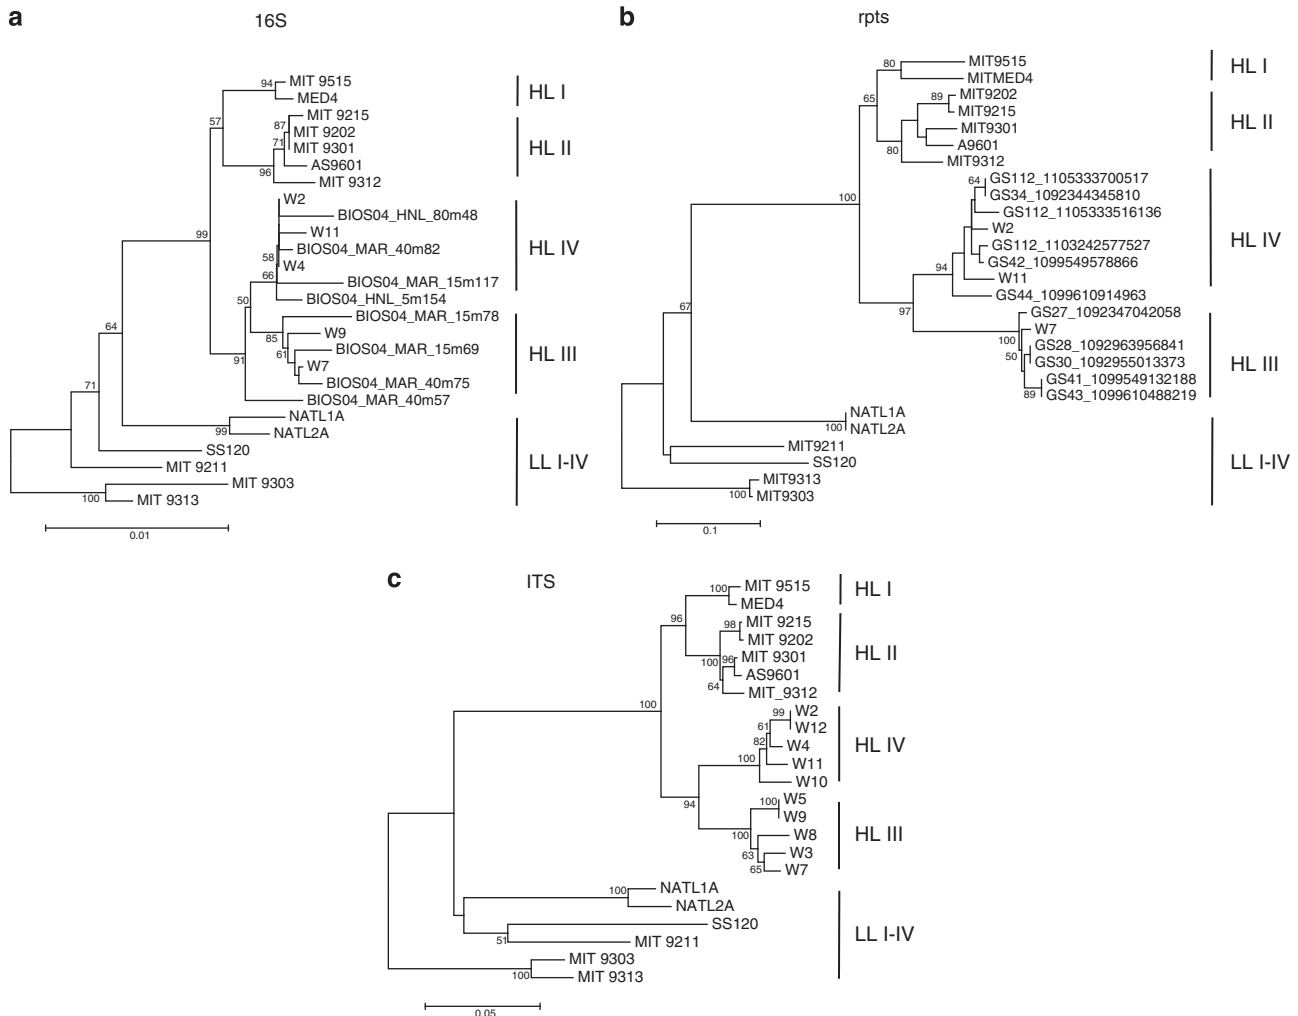 a
16S
94
MIT 9515
MED4
HL I
57
87
MIT 9215
MIT 9202
71
MIT 9301
AS9601
96
MIT 9312
HL II
99
W2
BIOS04_HNL_80m48
W11
BIOS04_MAR_40m82
58
W4
66
BIOS04_MAR_15m117
BIOS04_HNL_5m154
HL IV
50
BIOS04_MAR_15m78
85
W9
61
BIOS04_MAR_15m69
W7
BIOS04_MAR_40m75
91
BIOS04_MAR_40m57
HL III
64
71
NATL1A
99
NATL2A
SS120
MIT 9211
MIT 9303
100
MIT 9313
LL I-IV
0.01
b
rpts
80
MIT9515
MITMED4
HL I
65
89
MIT9202
MIT9215
MIT9301
A9601
80
MIT9312
HL II
100
64
GS112_1105333700517
GS34_1092344345810
GS112_1105333516136
W2
GS112_1103242577527
GS42_1099549578866
94
W11
GS44_1099610914963
HL IV
97
GS27_1092347042058
100
W7
GS28_1092963956841
50
GS30_1092955013373
GS41_1099549132188
89
GS43_1099610488219
HL III
67
NATL1A
100
NATL2A
MIT9211
SS120
MIT9313
100
MIT9303
LL I-IV
0.1
c
ITS
100
MIT 9515
MED4
HL I
96
98
MIT 9215
MIT 9202
100
96
MIT 9301
AS9601
64
MIT_9312
HL II
100
99
W2
W12
61
W4
82
W11
100
W10
HL IV
94
100
W5
W9
100
W8
63
W3
65
W7
HL III
100
NATL1A
NATL2A
SS120
51
MIT 9211
MIT 9303
100
MIT 9313
LL I-IV
0.05